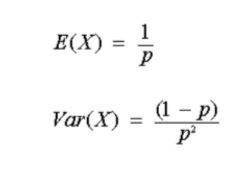 E(X) = 1/p
Var(X) = (1 - p)/p²